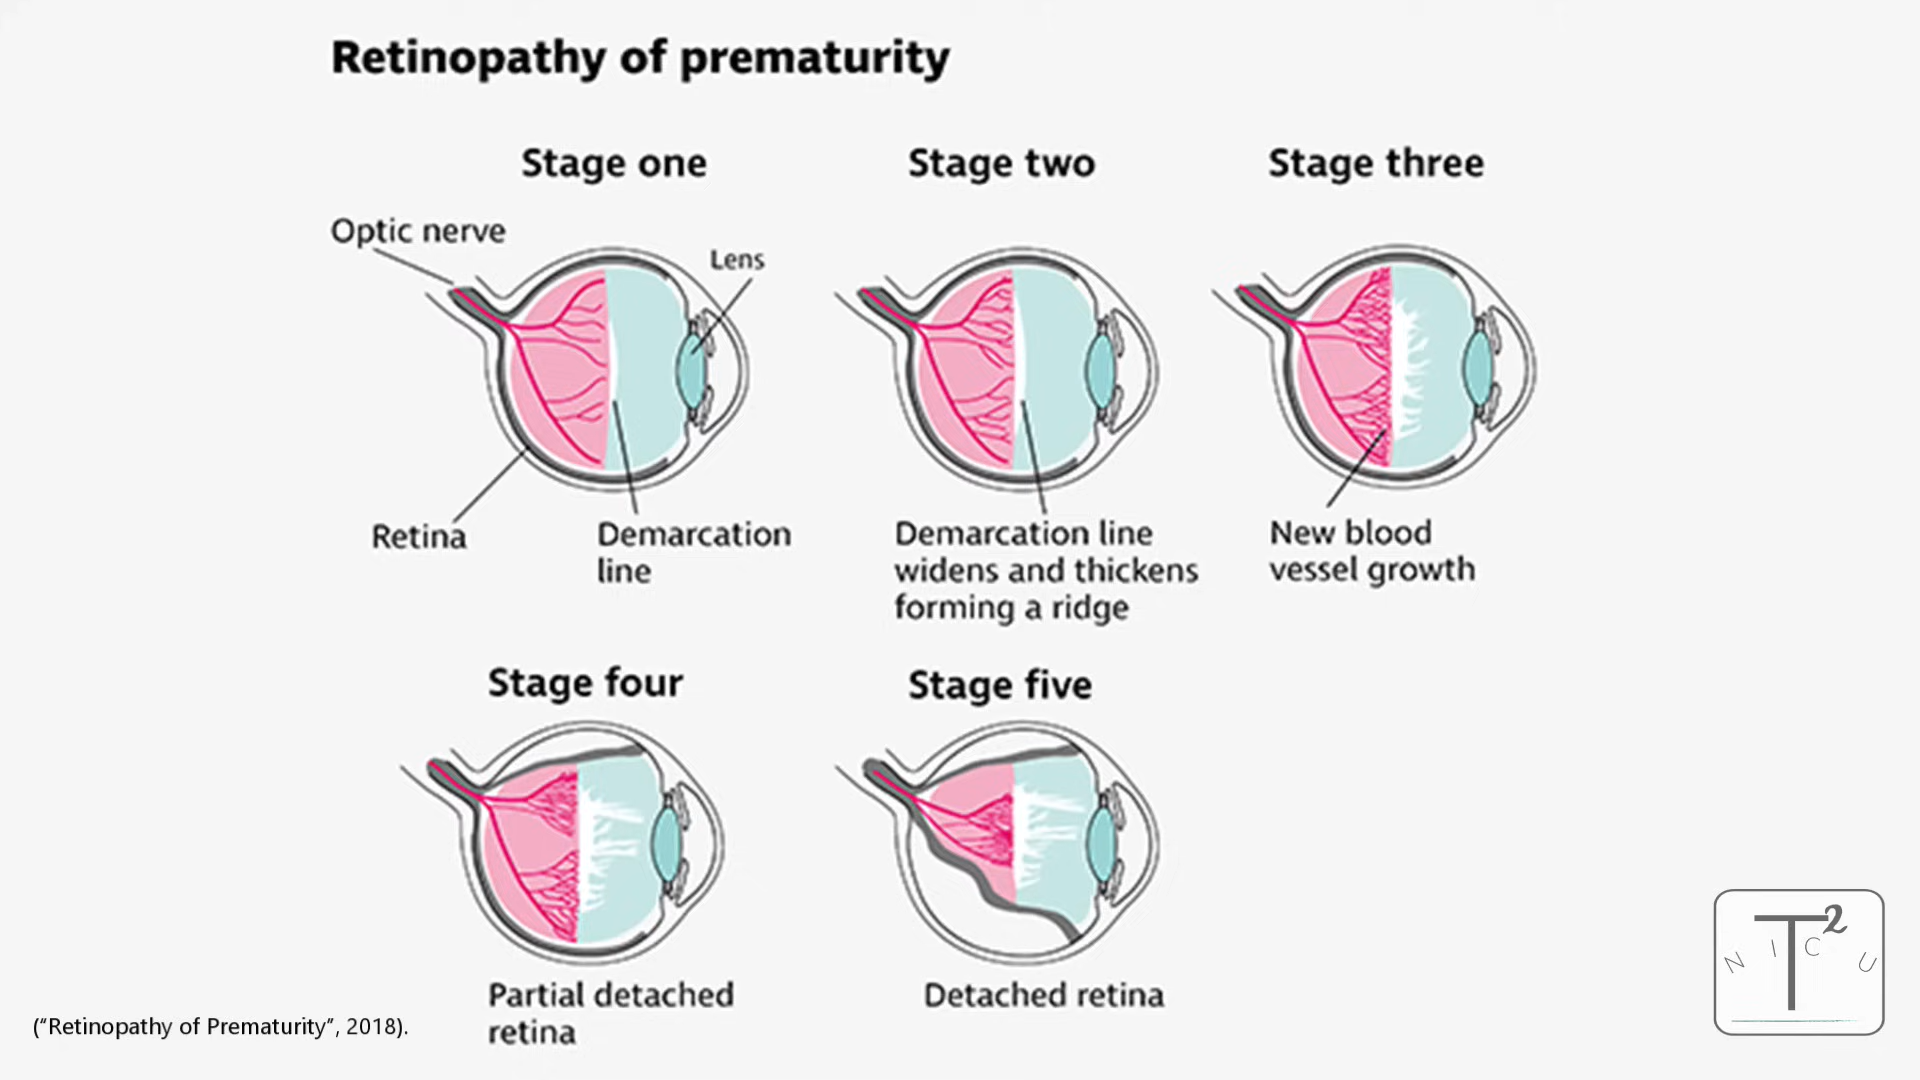 Retinopathy of prematurity
Stage one
Stage two
Stage three
Optic nerve
Lens
Retina
Demarcation
line
Demarcation line
widens and thickens
forming a ridge
New blood
vessel growth
Stage four
Stage five
Partial detached
retina
Detached retina
(“Retinopathy of Prematurity”, 2018).
T2
N I C U